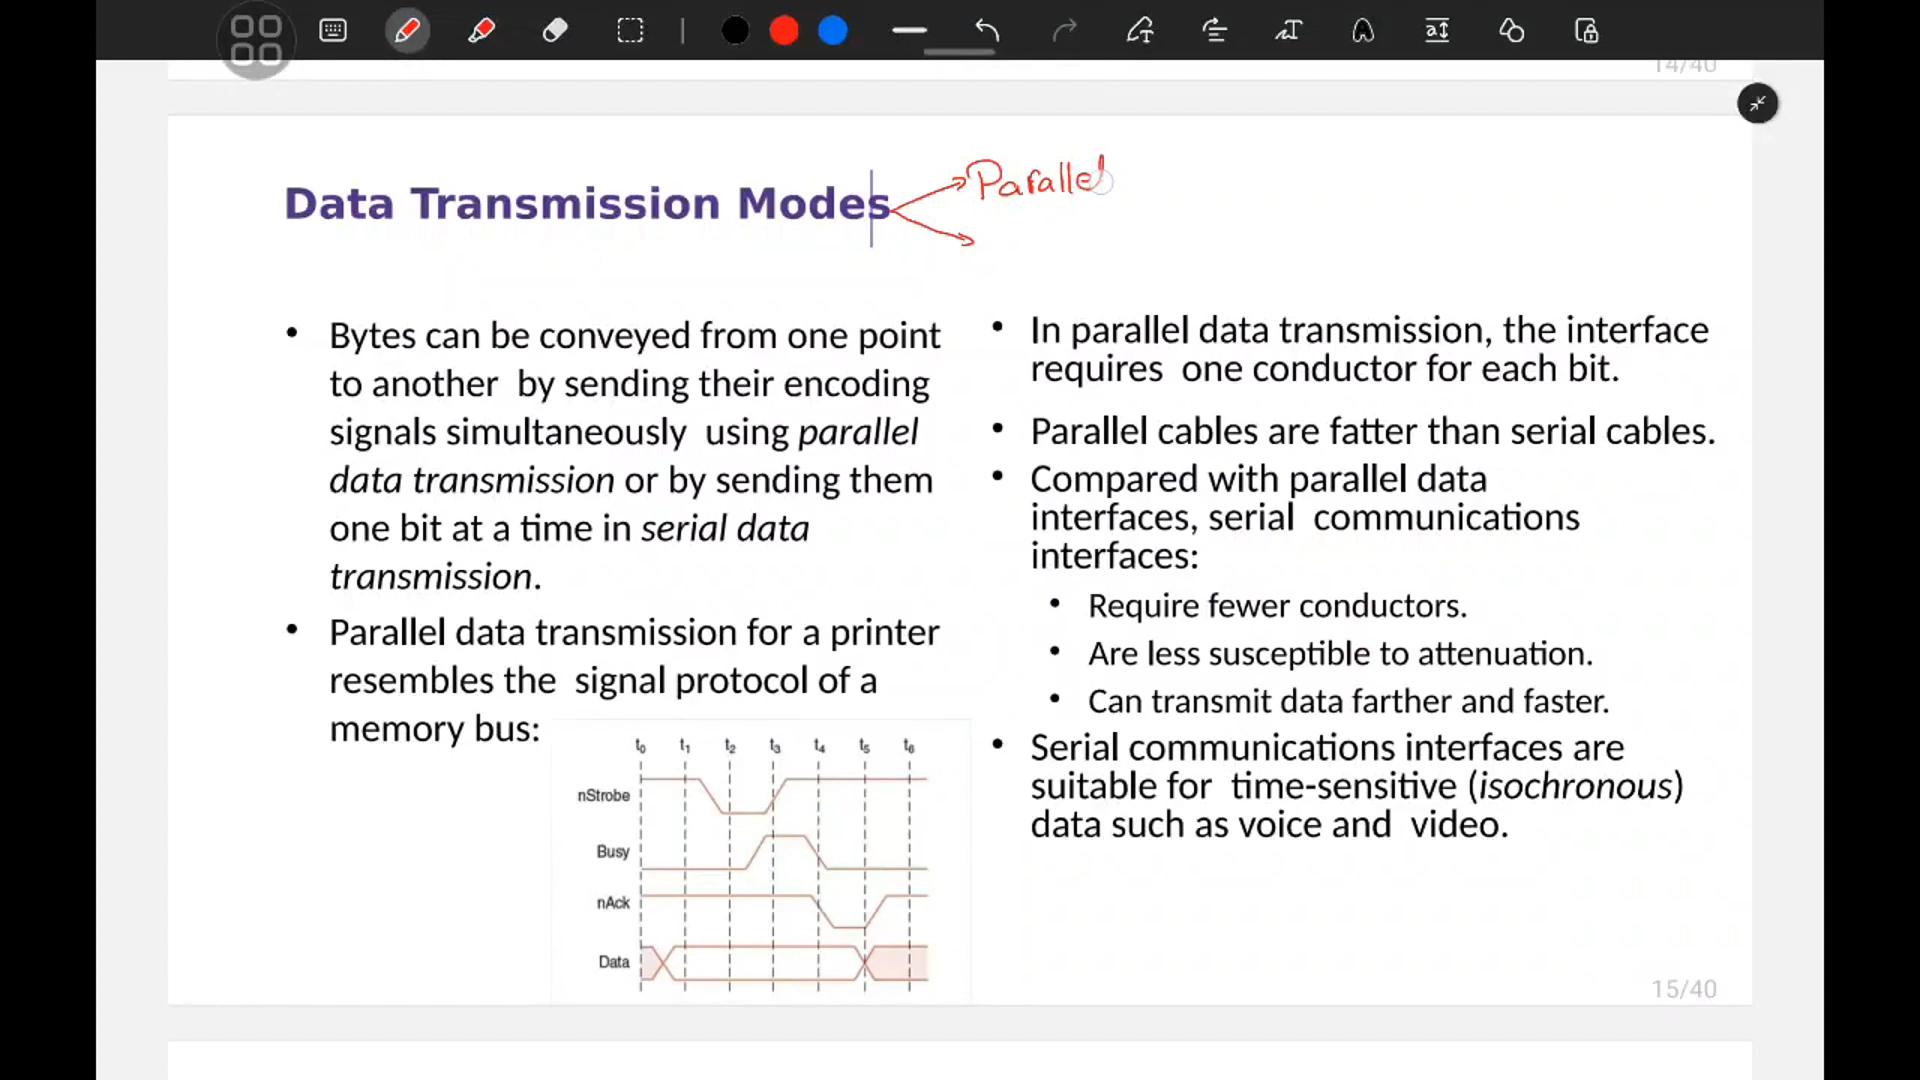 14/40
Data Transmission Modes
Parallel
• Bytes can be conveyed from one point
to another by sending their encoding
signals simultaneously using parallel
data transmission or by sending them
one bit at a time in serial data
transmission.
• Parallel data transmission for a printer
resembles the signal protocol of a
memory bus:
t0 t1 t2 t3 t4 t5 t6
nStrobe
Busy
nAck
Data
• In parallel data transmission, the interface
requires one conductor for each bit.
• Parallel cables are fatter than serial cables.
• Compared with parallel data
interfaces, serial communications
interfaces:
• Require fewer conductors.
• Are less susceptible to attenuation.
• Can transmit data farther and faster.
• Serial communications interfaces are
suitable for time-sensitive (isochronous)
data such as voice and video.
15/40